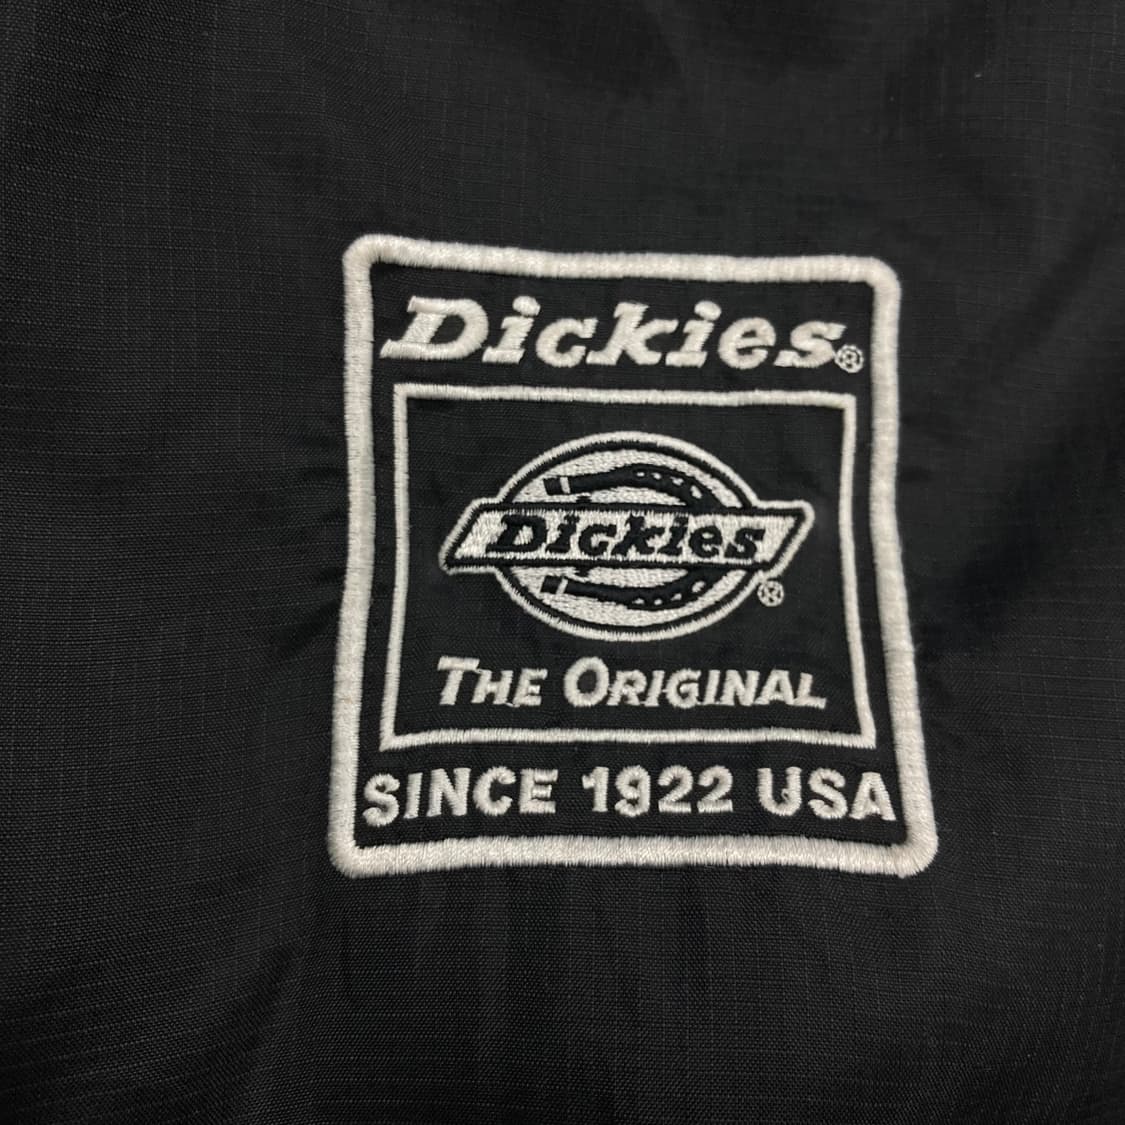 Dickies®
Dickies®
THE ORIGINAL
SINCE 1922 USA